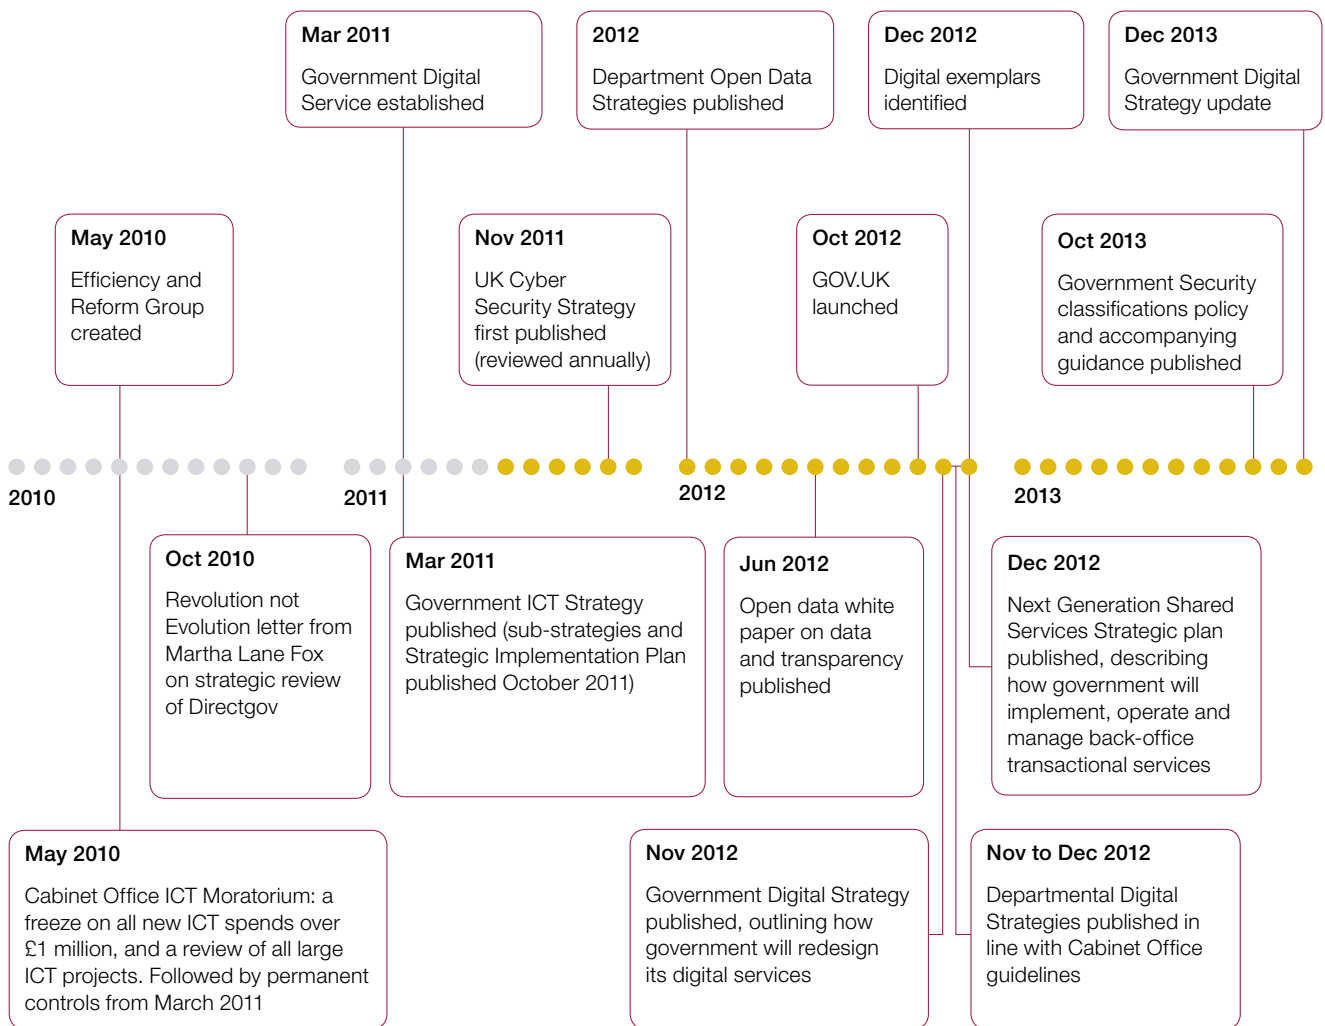 Mar 2011
Government Digital
Service established
2012
Department Open Data
Strategies published
Dec 2012
Digital exemplars
identified
Dec 2013
Government Digital
Strategy update
May 2010
Efficiency and
Reform Group
created
Nov 2011
UK Cyber
Security Strategy
first published
(reviewed annually)
Oct 2012
GOV.UK
launched
Oct 2013
Government Security
classifications policy
and accompanying
guidance published
2010
2011
2012
2013
Oct 2010
Revolution not
Evolution letter from
Martha Lane Fox
on strategic review
of Directgov
Mar 2011
Government ICT Strategy
published (sub-strategies and
Strategic Implementation Plan
published October 2011)
Jun 2012
Open data white
paper on data
and transparency
published
Dec 2012
Next Generation Shared
Services Strategic plan
published, describing
how government will
implement, operate and
manage back-office
transactional services
May 2010
Cabinet Office ICT Moratorium: a
freeze on all new ICT spends over
£1 million, and a review of all large
ICT projects. Followed by permanent
controls from March 2011
Nov 2012
Government Digital Strategy
published, outlining how
government will redesign
its digital services
Nov to Dec 2012
Departmental Digital
Strategies published in
line with Cabinet Office
guidelines